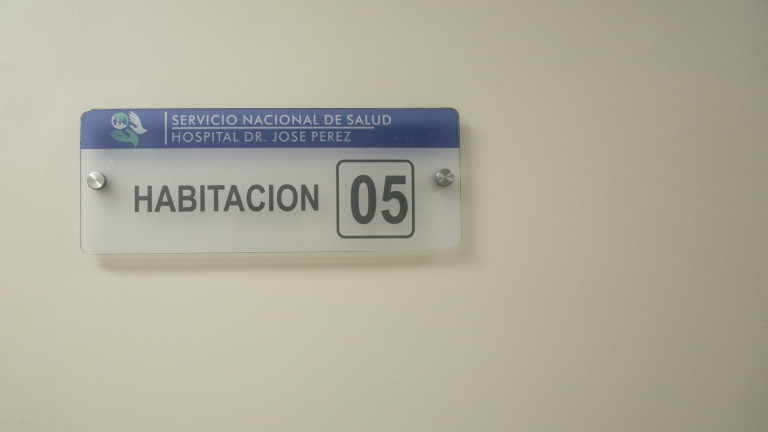 SERVICIO NACIONAL DE SALUD
HOSPITAL DR. JOSE PEREZ
HABITACION 05